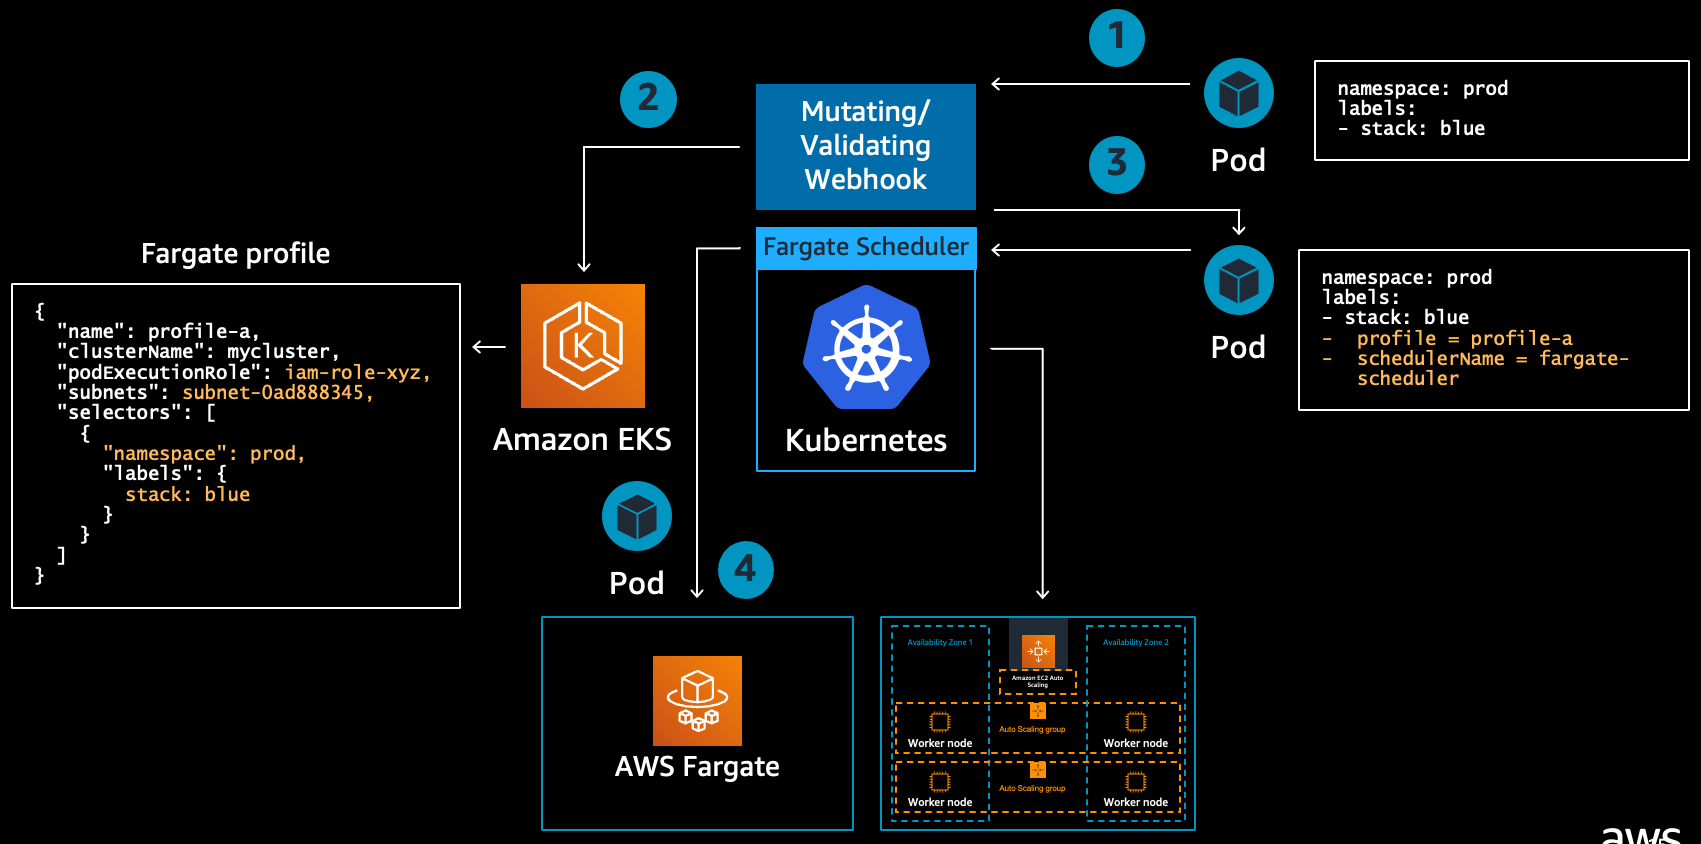 1
2
Mutating/
Validating
Webhook
Pod
namespace: prod
labels:
- stack: blue
3
Fargate Scheduler
Kubernetes
Pod
namespace: prod
labels:
- stack: blue
- profile = profile-a
- schedulerName = fargate-
scheduler
Fargate profile
{
"name": profile-a,
"clusterName": mycluster,
"podExecutionRole": iam-role-xyz,
"subnets": subnet-0ad888345,
"selectors": [
{
"namespace": prod,
"labels": {
stack: blue
}
}
]
}
K
Amazon EKS
Pod
4
AWS Fargate
Availability Zone 1
Availability Zone 2
Amazon EC2 Auto
Scaling
Auto Scaling group
Worker node
Worker node
Auto Scaling group
Worker node
Worker node
aws